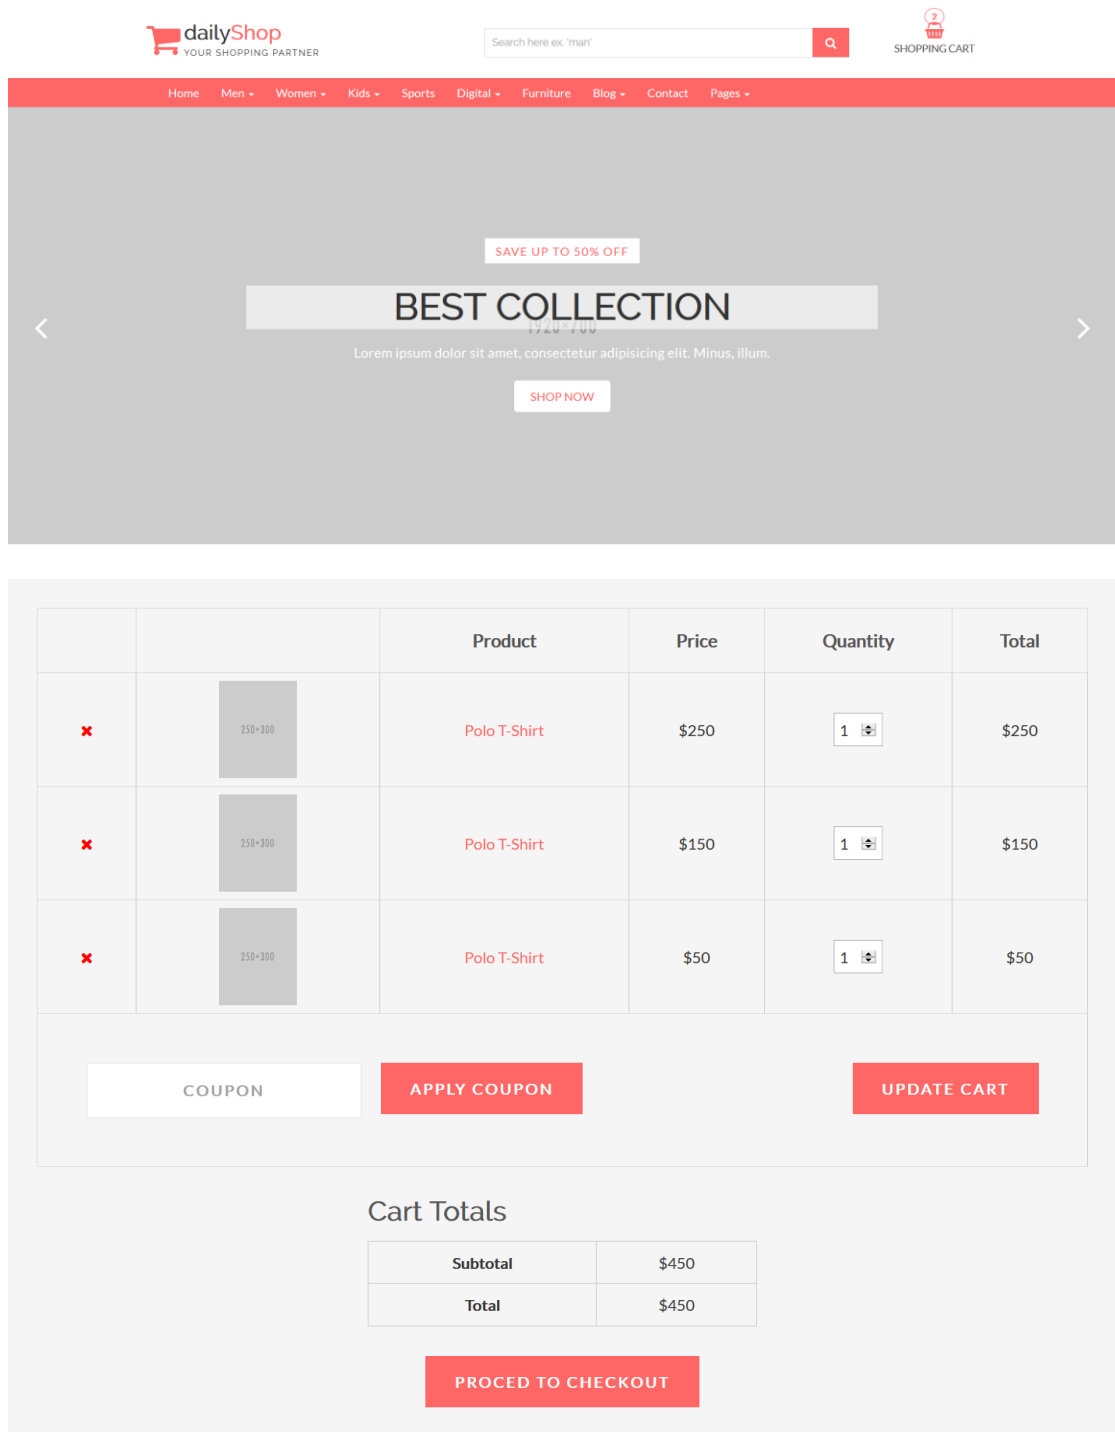 dailyShop
YOUR SHOPPING PARTNER
Search here ex. 'man'
2
SHOPPING CART
Home Men Women Kids Sports Digital Furniture Blog Contact Pages
SAVE UP TO 50% OFF
BEST COLLECTION
1920×700
Lorem ipsum dolor sit amet, consectetur adipisicing elit. Minus, illum.
SHOP NOW
Product Price Quantity Total
250×300 Polo T-Shirt $250 1 $250
250×300 Polo T-Shirt $150 1 $150
250×300 Polo T-Shirt $50 1 $50
COUPON APPLY COUPON UPDATE CART
Cart Totals
Subtotal $450
Total $450
PROCED TO CHECKOUT